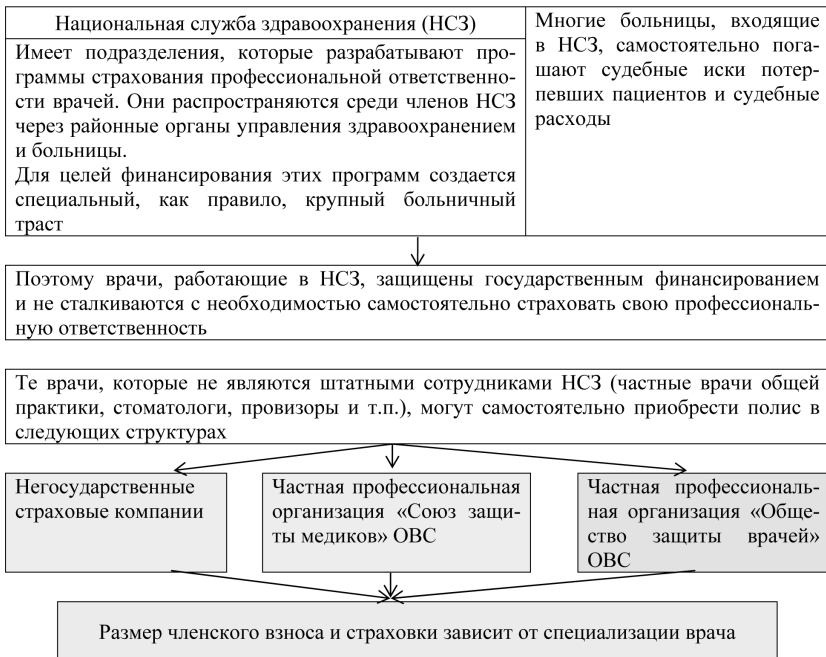 Национальная служба здравоохранения (НСЗ)
Имеет подразделения, которые разрабатывают про-
граммы страхования профессиональной ответственно-
сти врачей. Они распространяются среди членов НСЗ
через районные органы управления здравоохранением
и больницы.
Для целей финансирования этих программ создается
специальный, как правило, крупный больничный
траст
Многие больницы, входящие
в НСЗ, самостоятельно пога-
шают судебные иски потер-
певших пациентов и судебные
расходы
Поэтому врачи, работающие в НСЗ, защищены государственным финансированием
и не сталкиваются с необходимостью самостоятельно страховать свою профессиональ-
ную ответственность
Те врачи, которые не являются штатными сотрудниками НСЗ (частные врачи общей
практики, стоматологи, провизоры и т.п.), могут самостоятельно приобрести полис в
следующих структурах
Негосударственные
страховые компании
Частная профессиональная
организация «Союз защи-
ты медиков» ОВС
Частная профессиональ-
ная организация «Обще-
ство защиты врачей»
ОВС
Размер членского взноса и страховки зависит от специализации врача